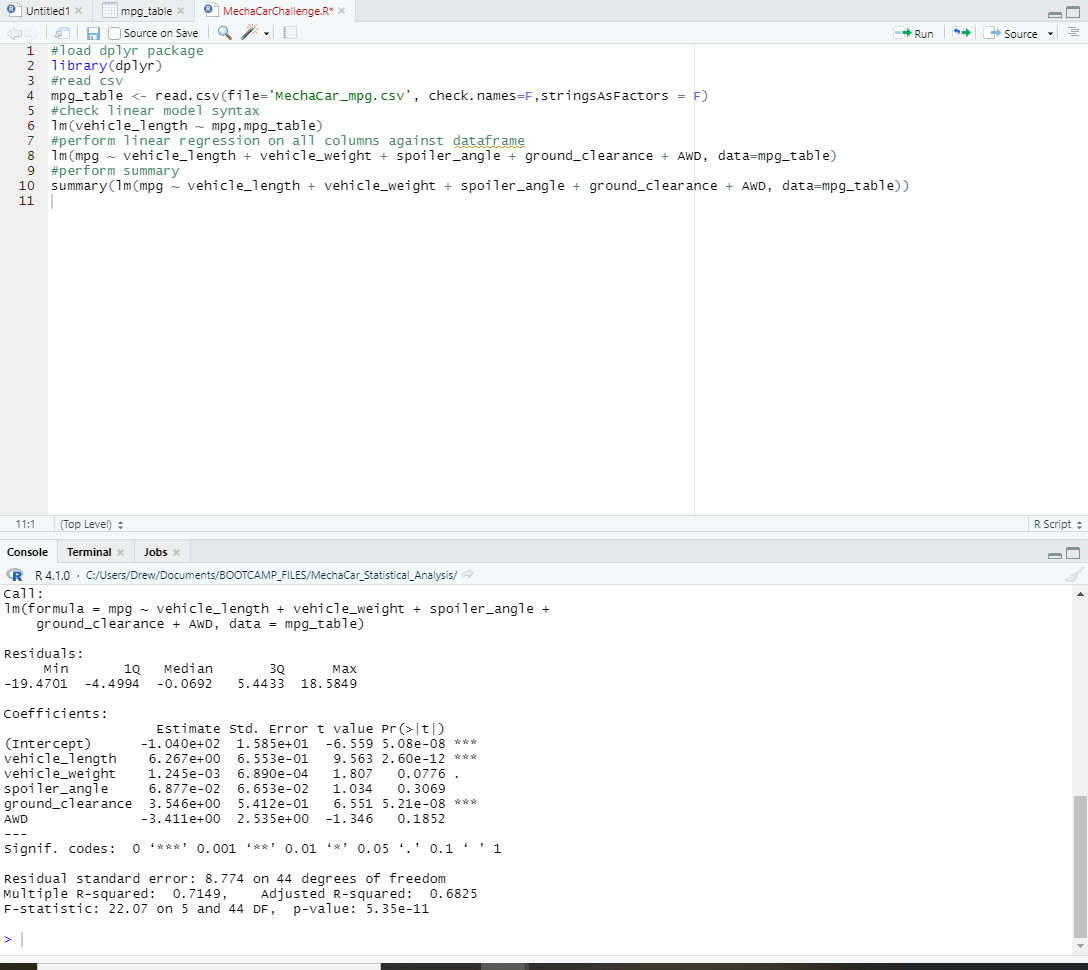 Untitled1 × mpg_table × MechaCarChallenge.R* ×
Source on Save Run Source
1 #load dplyr package
2 library(dplyr)
3 #read csv
4 mpg_table <- read.csv(file='MechaCar_mpg.csv', check.names=F,stringsAsFactors = F)
5 #check linear model syntax
6 lm(vehicle_length ~ mpg,mpg_table)
7 #perform linear regression on all columns against dataframe
8 lm(mpg ~ vehicle_length + vehicle_weight + spoiler_angle + ground_clearance + AWD, data=mpg_table)
9 #perform summary
10 summary(lm(mpg ~ vehicle_length + vehicle_weight + spoiler_angle + ground_clearance + AWD, data=mpg_table))
11
11:1 (Top Level) R Script
Console Terminal × Jobs ×
R R 4.1.0 · C:/Users/Drew/Documents/BOOTCAMP_FILES/MechaCar_Statistical_Analysis/
Call:
lm(formula = mpg ~ vehicle_length + vehicle_weight + spoiler_angle +
    ground_clearance + AWD, data = mpg_table)
Residuals:
     Min       1Q   Median       3Q      Max
-19.4701  -4.4994  -0.0692   5.4433  18.5849
Coefficients:
                   Estimate Std. Error t value Pr(>|t|)
(Intercept)      -1.040e+02  1.585e+01  -6.559 5.08e-08 ***
vehicle_length    6.267e+00  6.553e-01   9.563 2.60e-12 ***
vehicle_weight    1.245e-03  6.890e-04   1.807   0.0776 .
spoiler_angle     6.877e-02  6.653e-02   1.034   0.3069
ground_clearance  3.546e+00  5.412e-01   6.551 5.21e-08 ***
AWD              -3.411e+00  2.535e+00  -1.346   0.1852
---
Signif. codes:  0 ‘***’ 0.001 ‘**’ 0.01 ‘*’ 0.05 ‘.’ 0.1 ‘ ’ 1
Residual standard error: 8.774 on 44 degrees of freedom
Multiple R-squared:  0.7149,    Adjusted R-squared:  0.6825
F-statistic: 22.07 on 5 and 44 DF,  p-value: 5.35e-11
>